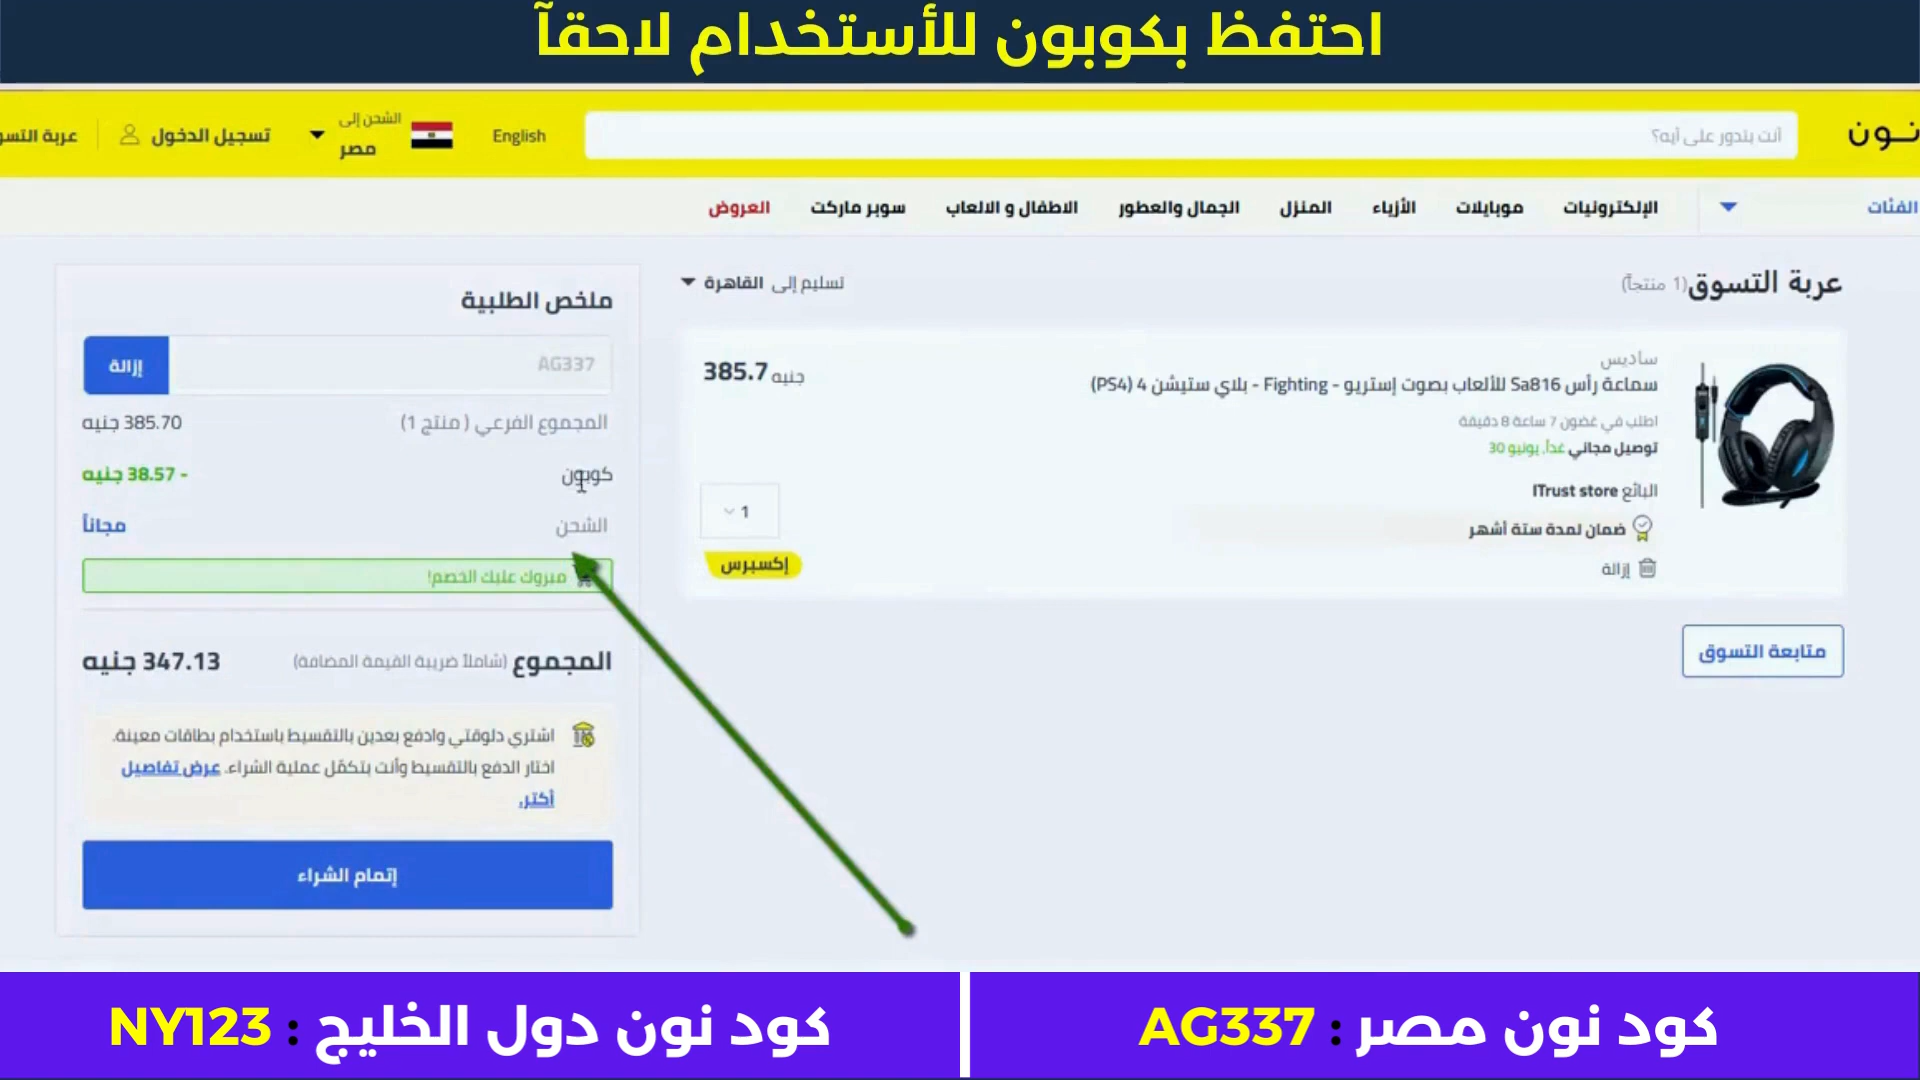 احتفظ بكوبون للأستخدام لاحقآ
نون
أنت بتدور على أيه؟
English
الشحن إلى
مصر
تسجيل الدخول
عربة
الفئات
الإلكترونيات
موبايلات
الأزياء
المنزل
الجمال والعطور
الاطفال و الالعاب
سوبر ماركت
العروض
عربة التسوق (1 منتجاً)
تسليم إلى القاهرة
ساديس
سماعة رأس Sa816 للألعاب بصوت إستريو - Fighting - بلاي ستيشن 4 (PS4)
جنيه 385.7
اطلب في غضون 7 ساعة 8 دقيقة
توصيل مجاني غداً, يونيو 30
البائع ITrust store
ضمان لمدة ستة أشهر
إزالة
1
إكسبرس
متابعة التسوق
ملخص الطلبية
AG337
إزالة
المجموع الفرعي ( منتج 1)
385.70 جنيه
كوبون
- 38.57 جنيه
الشحن
مجاناً
مبروك عليك الخصم!
المجموع (شاملاً ضريبة القيمة المضافة)
347.13 جنيه
اشتري دلوقتي وادفع بعدين بالتقسيط باستخدام بطاقات معينة.
اختار الدفع بالتقسيط وأنت بتكمّل عملية الشراء. عرض تفاصيل
أكتر.
إتمام الشراء
كود نون مصر : AG337
كود نون دول الخليج : NY123